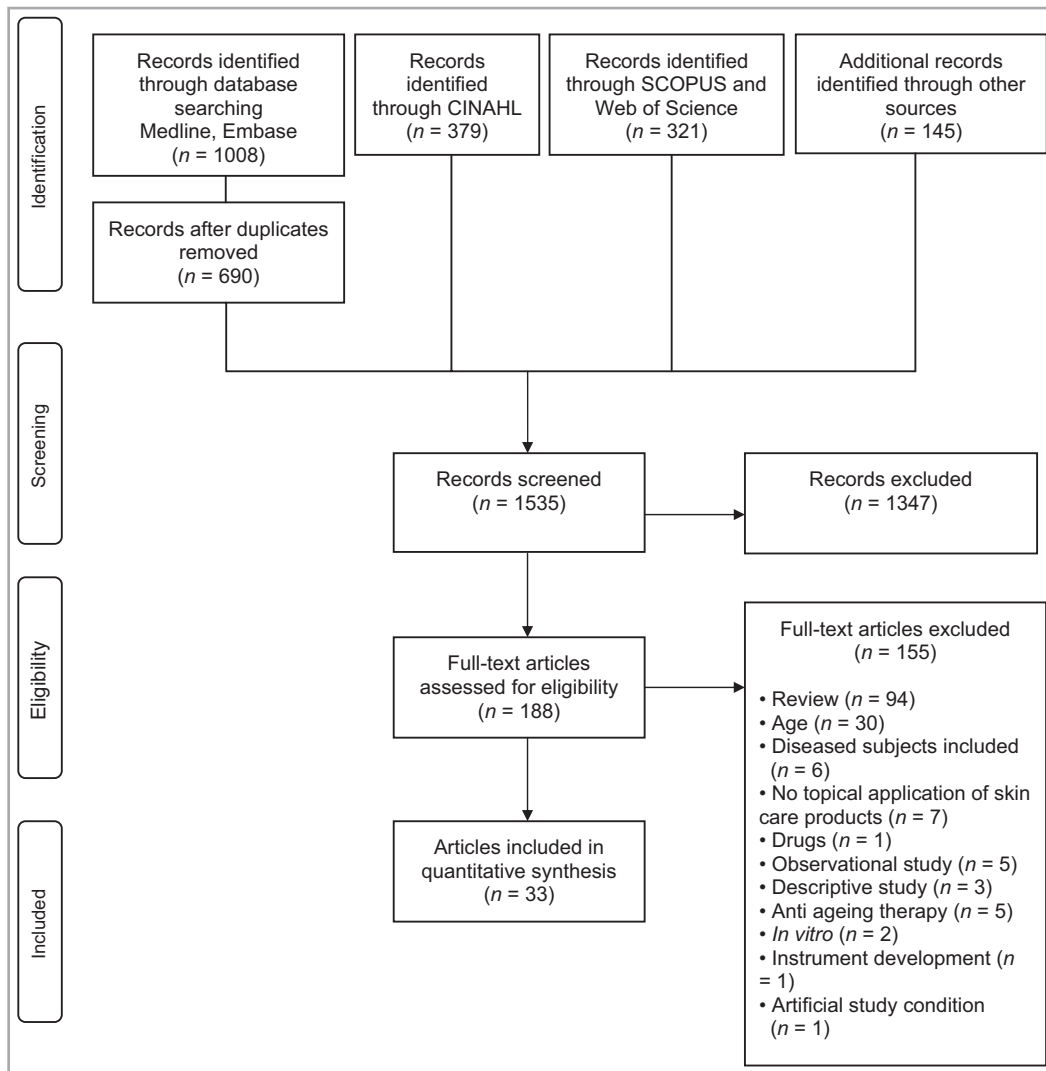 Identification
Records identified
through database
searching
Medline, Embase
(n = 1008)
Records
identified
through CINAHL
(n = 379)
Records identified
through SCOPUS and
Web of Science
(n = 321)
Additional records
identified through other
sources
(n = 145)
Records after duplicates
removed
(n = 690)
Screening
Records screened
(n = 1535)
Records excluded
(n = 1347)
Eligibility
Full-text articles
assessed for eligibility
(n = 188)
Full-text articles excluded
(n = 155)
• Review (n = 94)
• Age (n = 30)
• Diseased subjects included
(n = 6)
• No topical application of skin
care products (n = 7)
• Drugs (n = 1)
• Observational study (n = 5)
• Descriptive study (n = 3)
• Anti ageing therapy (n = 5)
• In vitro (n = 2)
• Instrument development (n
= 1)
• Artificial study condition
(n = 1)
Included
Articles included in
quantitative synthesis
(n = 33)